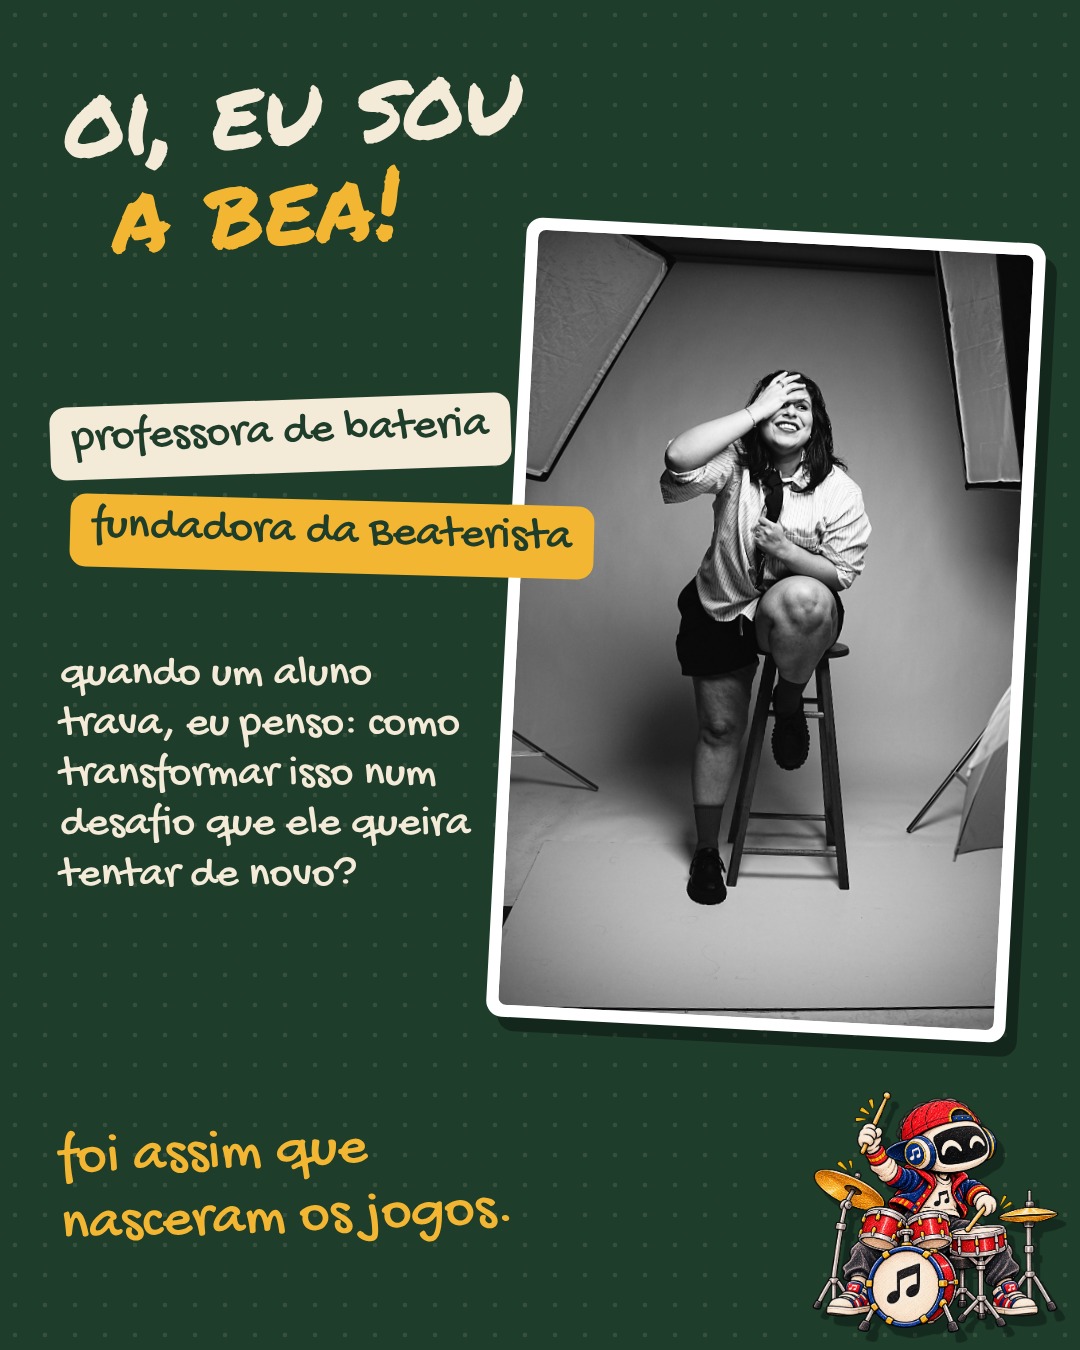 OI, EU SOU
A BEA!
professora de bateria
fundadora da Beaterista
quando um aluno
trava, eu penso: como
transformar isso num
desafio que ele queira
tentar de novo?
foi assim que
nasceram os jogos.